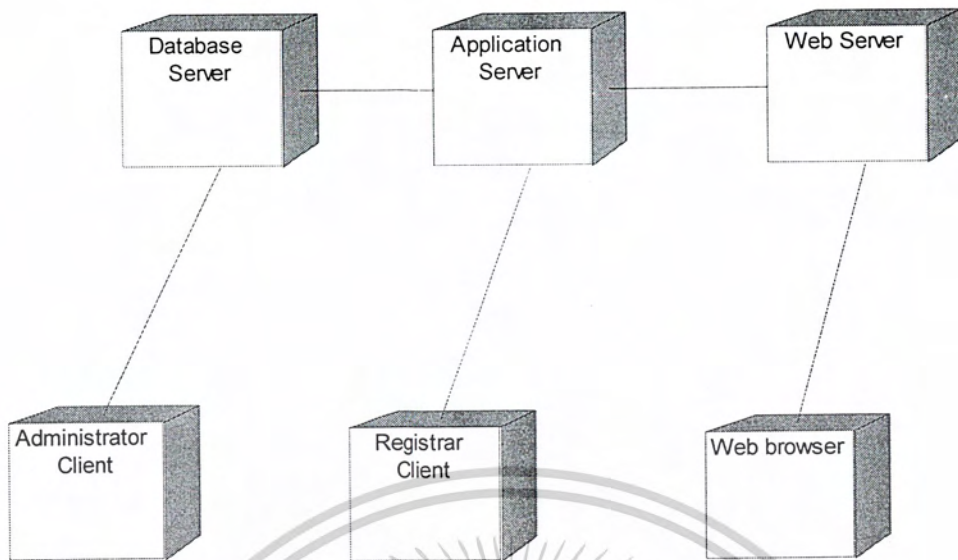 Database
Server
Application
Server
Web Server
Administrator
Client
Registrar
Client
Web browser